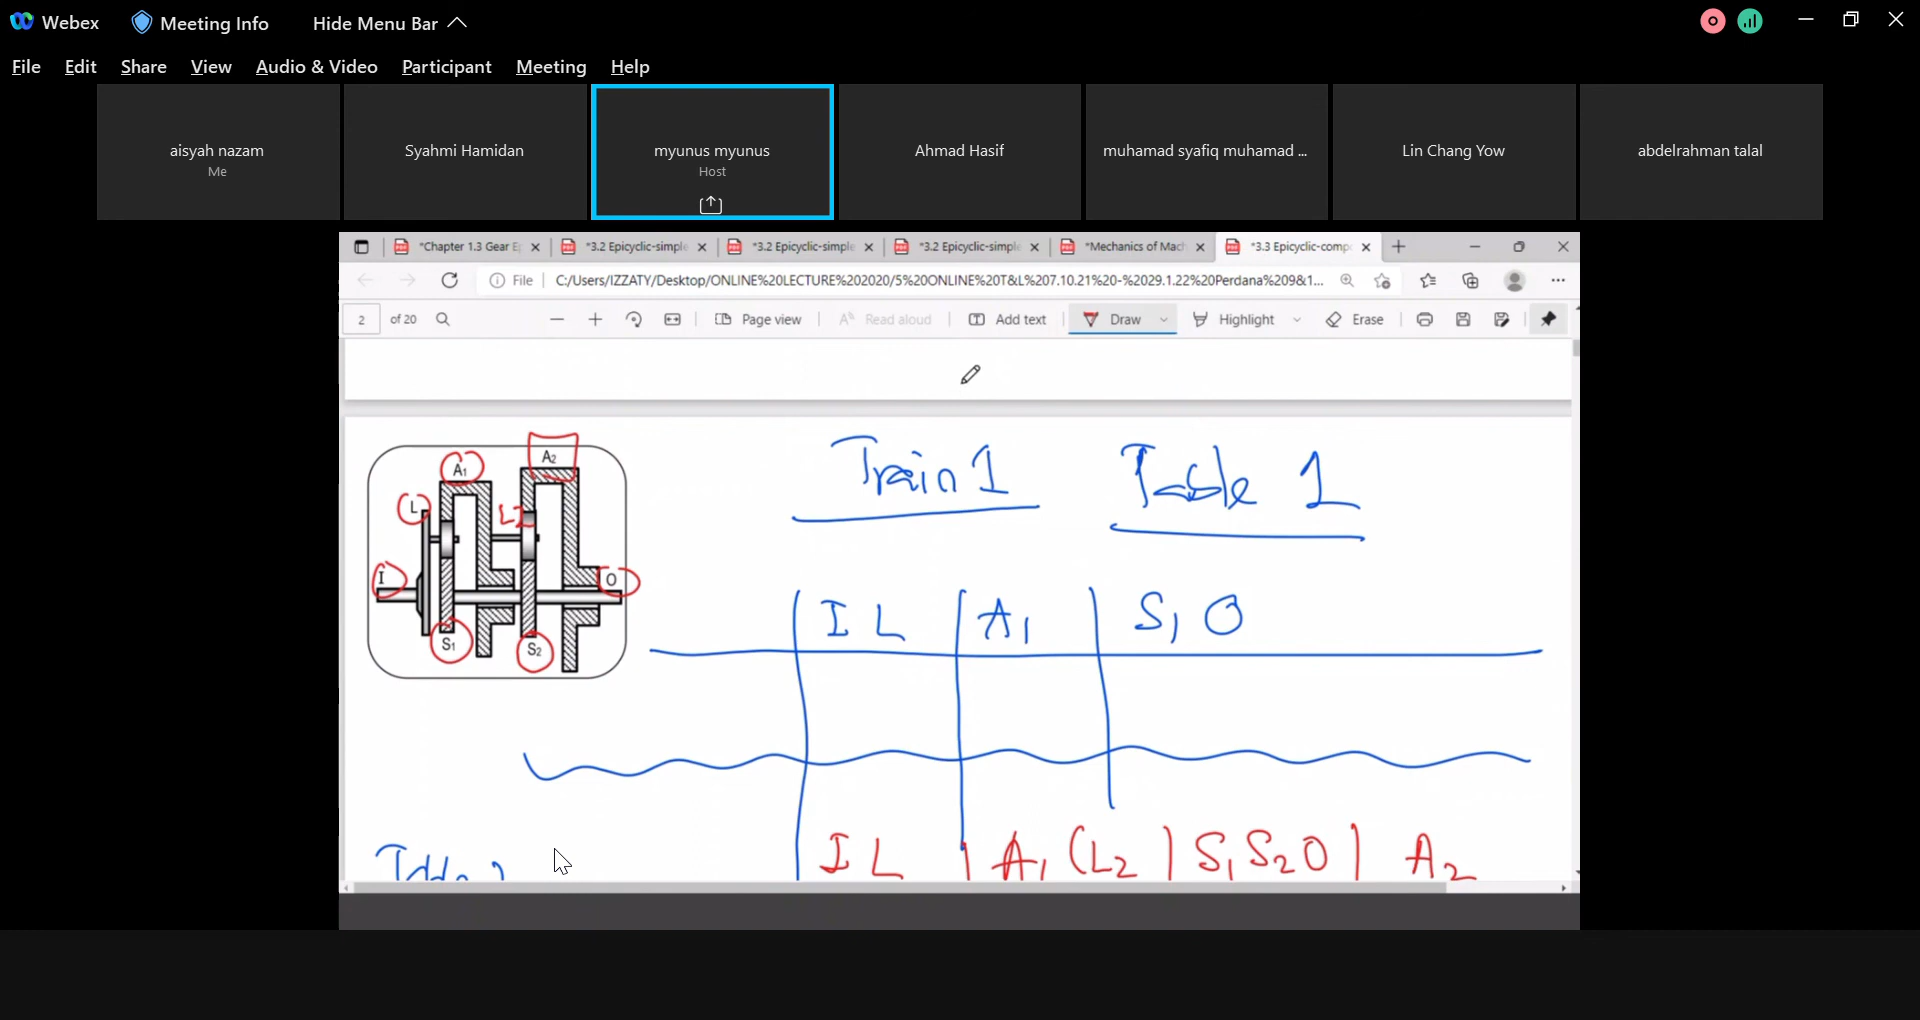 Webex Meeting Info Hide Menu Bar
File Edit Share View Audio & Video Participant Meeting Help
aisyah nazam
Me
Syahmi Hamidan
myunus myunus
Host
Ahmad Hasif
muhamad syafiq muhamad ...
Lin Chang Yow
abdelrahman talal
*Chapter 1.3 Gear E *3.2 Epicyclic-simple *3.2 Epicyclic-simple *3.2 Epicyclic-simple *Mechanics of Mach *3.3 Epicyclic-comp
File C:/Users/IZZATY/Desktop/ONLINE%20LECTURE%202020/5%20ONLINE%20T&L%207.10.21%20-%2029.1.22%20Perdana%209&1...
2 of 20 Page view Read aloud Add text Draw Highlight Erase
Train 1 Table 1
A₂
A₁
L
L2
I
O
S₁
S₂
I L A₁ S₁ O
I L | A₁ (L₂ | S₁ S₂ O | A₂